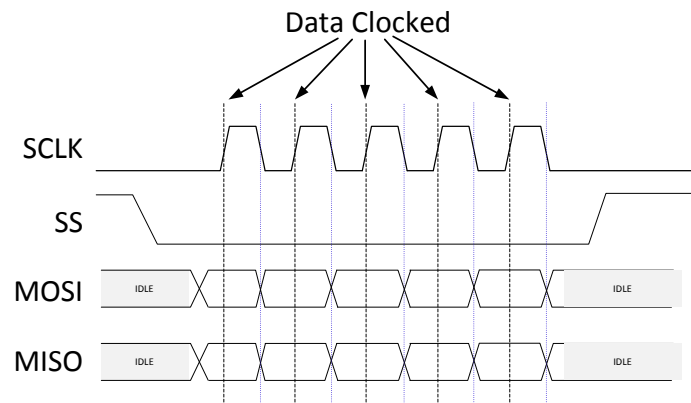 Data Clocked
SCLK
SS
MOSI
IDLE
IDLE
MISO
IDLE
IDLE